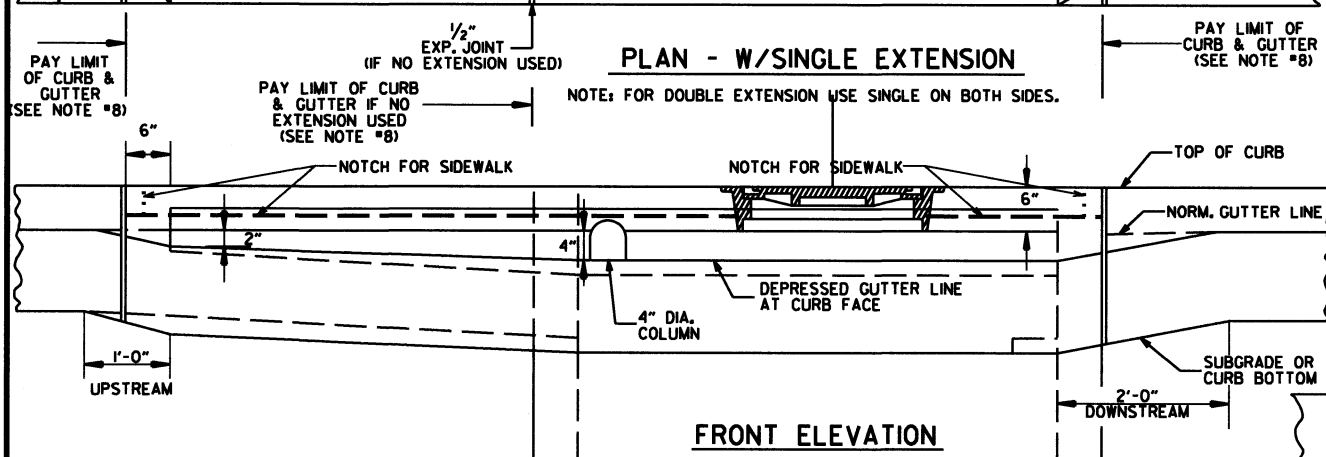 1/2"
EXP. JOINT
(IF NO EXTENSION USED)
PAY LIMIT
OF CURB &
GUTTER
(SEE NOTE #8)
PLAN - W/SINGLE EXTENSION
PAY LIMIT OF
CURB & GUTTER
(SEE NOTE #8)
PAY LIMIT OF CURB
& GUTTER IF NO
EXTENSION USED
(SEE NOTE #8)
NOTE: FOR DOUBLE EXTENSION USE SINGLE ON BOTH SIDES.
6"
NOTCH FOR SIDEWALK
NOTCH FOR SIDEWALK
TOP OF CURB
6"
NORM. GUTTER LINE
2"
4"
DEPRESSED GUTTER LINE
AT CURB FACE
4" DIA.
COLUMN
1'-0"
UPSTREAM
SUBGRADE OR
CURB BOTTOM
2'-0"
DOWNSTREAM
FRONT ELEVATION